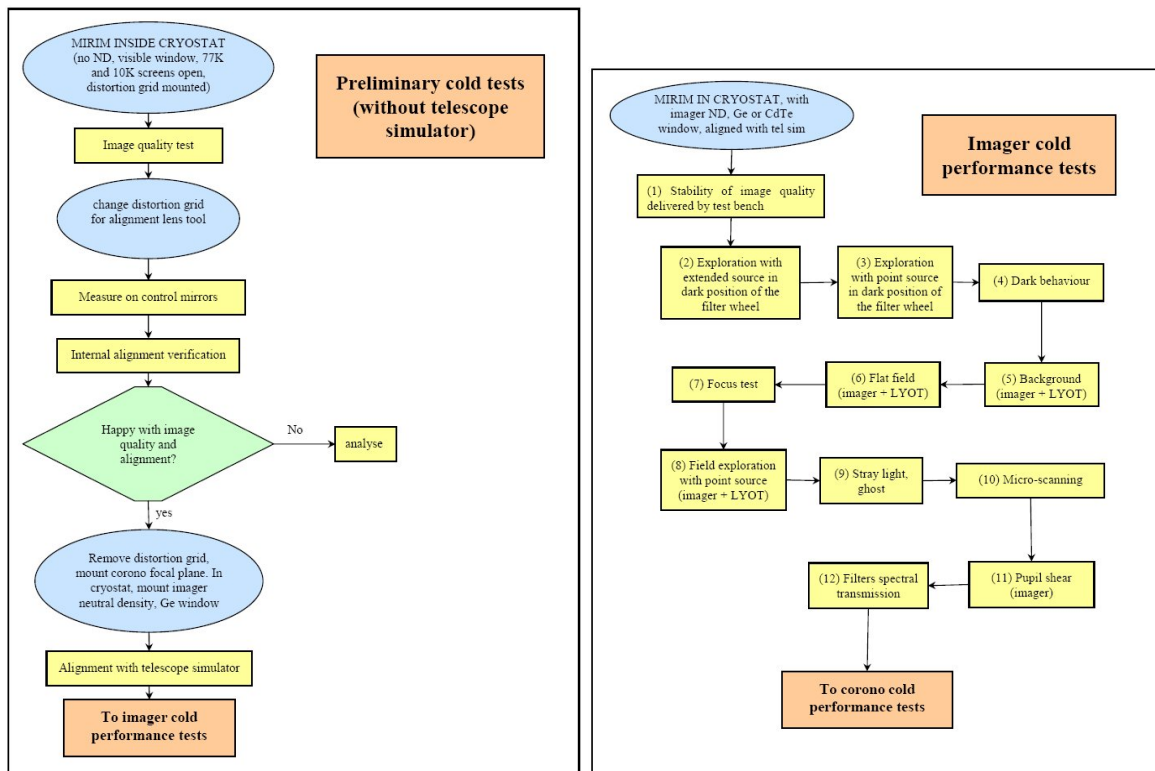 MIRIM INSIDE CRYOSTAT
(no ND, visible window, 77K
and 10K screens open,
distortion grid mounted)
Preliminary cold tests
(without telescope
simulator)
Image quality test
change distortion grid
for alignment lens tool
Measure on control mirrors
Internal alignment verification
Happy with image
quality and
alignment?
No
analyse
yes
Remove distortion grid,
mount corono focal plane. In
cryostat, mount imager
neutral density, Ge window
Alignment with telescope simulator
To imager cold
performance tests
MIRIM IN CRYOSTAT, with
imager ND, Ge or CdTe
window, aligned with tel sim
Imager cold
performance tests
(1) Stability of image quality
delivered by test bench
(2) Exploration with
extended source in
dark position of the
filter wheel
(3) Exploration
with point source
in dark position of
the filter wheel
(4) Dark behaviour
(5) Background
(imager + LYOT)
(6) Flat field
(imager + LYOT)
(7) Focus test
(8) Field exploration
with point source
(imager + LYOT)
(9) Stray light,
ghost
(10) Micro-scanning
(11) Pupil shear
(imager)
(12) Filters spectral
transmission
To corono cold
performance tests